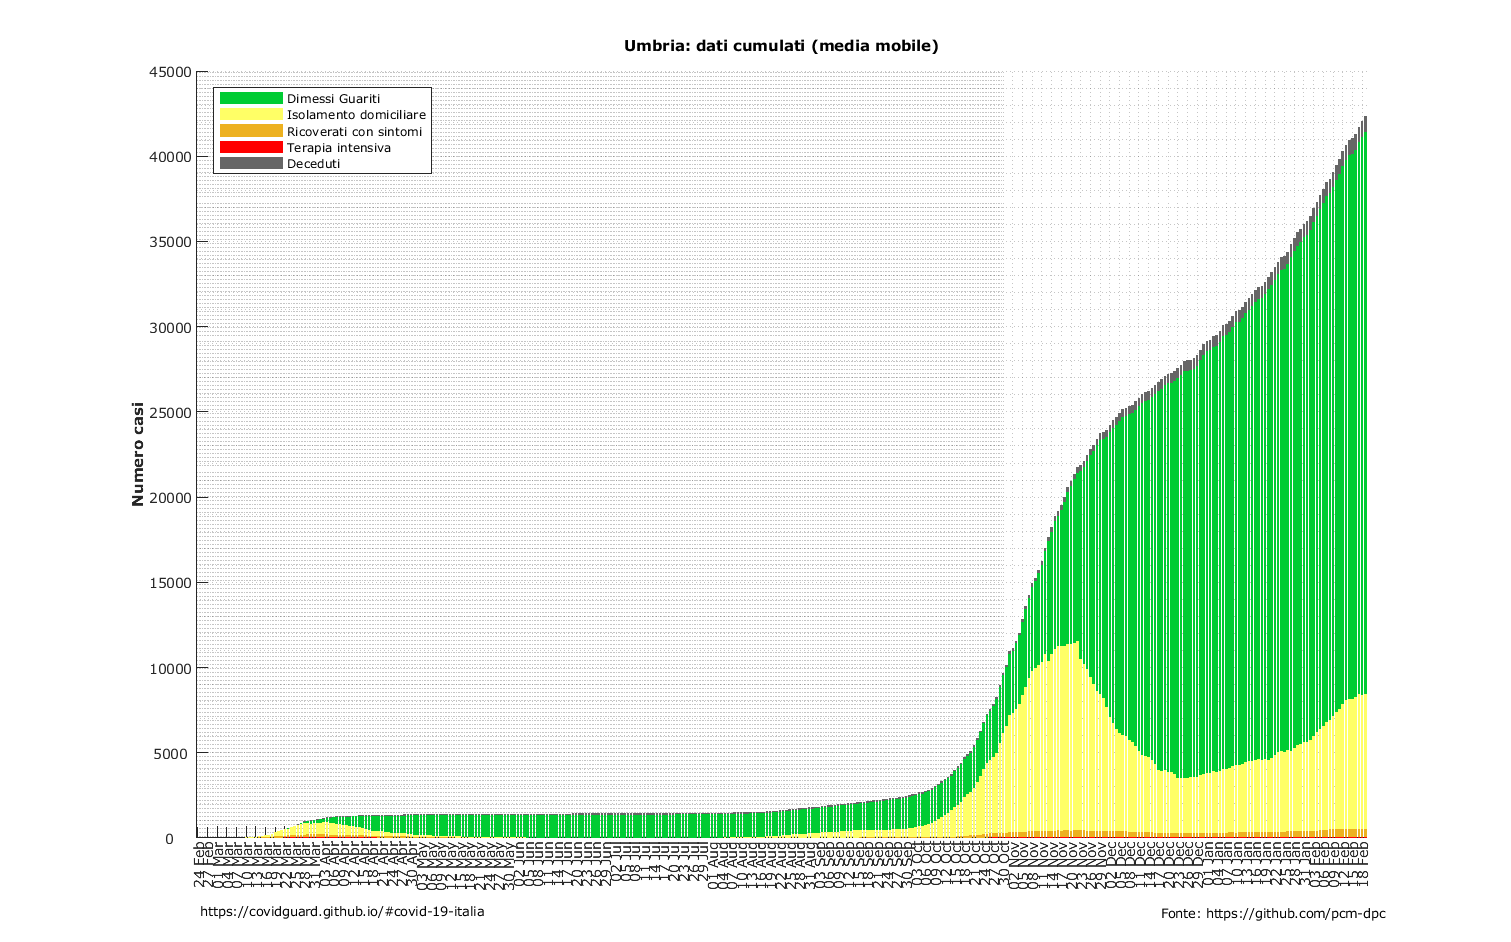 Umbria: dati cumulati (media mobile)
45000
40000
35000
30000
25000
20000
15000
10000
5000
0
Numero casi
Dimessi Guariti
Isolamento domiciliare
Ricoverati con sintomi
Terapia intensiva
Deceduti
24 Feb
27 Feb
01 Mar
04 Mar
07 Mar
10 Mar
13 Mar
16 Mar
19 Mar
22 Mar
25 Mar
28 Mar
31 Mar
03 Apr
06 Apr
09 Apr
12 Apr
15 Apr
18 Apr
21 Apr
24 Apr
27 Apr
30 Apr
03 May
06 May
09 May
12 May
15 May
18 May
21 May
24 May
27 May
30 May
02 Jun
05 Jun
08 Jun
11 Jun
14 Jun
17 Jun
20 Jun
23 Jun
26 Jun
29 Jun
02 Jul
05 Jul
08 Jul
11 Jul
14 Jul
17 Jul
20 Jul
23 Jul
26 Jul
29 Jul
01 Aug
04 Aug
07 Aug
10 Aug
13 Aug
16 Aug
19 Aug
22 Aug
25 Aug
28 Aug
31 Aug
03 Sep
06 Sep
09 Sep
12 Sep
15 Sep
18 Sep
21 Sep
24 Sep
27 Sep
30 Sep
03 Oct
06 Oct
09 Oct
12 Oct
15 Oct
18 Oct
21 Oct
24 Oct
27 Oct
30 Oct
02 Nov
05 Nov
08 Nov
11 Nov
14 Nov
17 Nov
20 Nov
23 Nov
26 Nov
29 Nov
02 Dec
05 Dec
08 Dec
11 Dec
14 Dec
17 Dec
20 Dec
23 Dec
26 Dec
29 Dec
01 Jan
04 Jan
07 Jan
10 Jan
13 Jan
16 Jan
19 Jan
22 Jan
25 Jan
28 Jan
31 Jan
03 Feb
06 Feb
09 Feb
12 Feb
15 Feb
18 Feb
https://covidguard.github.io/#covid-19-italia
Fonte: https://github.com/pcm-dpc